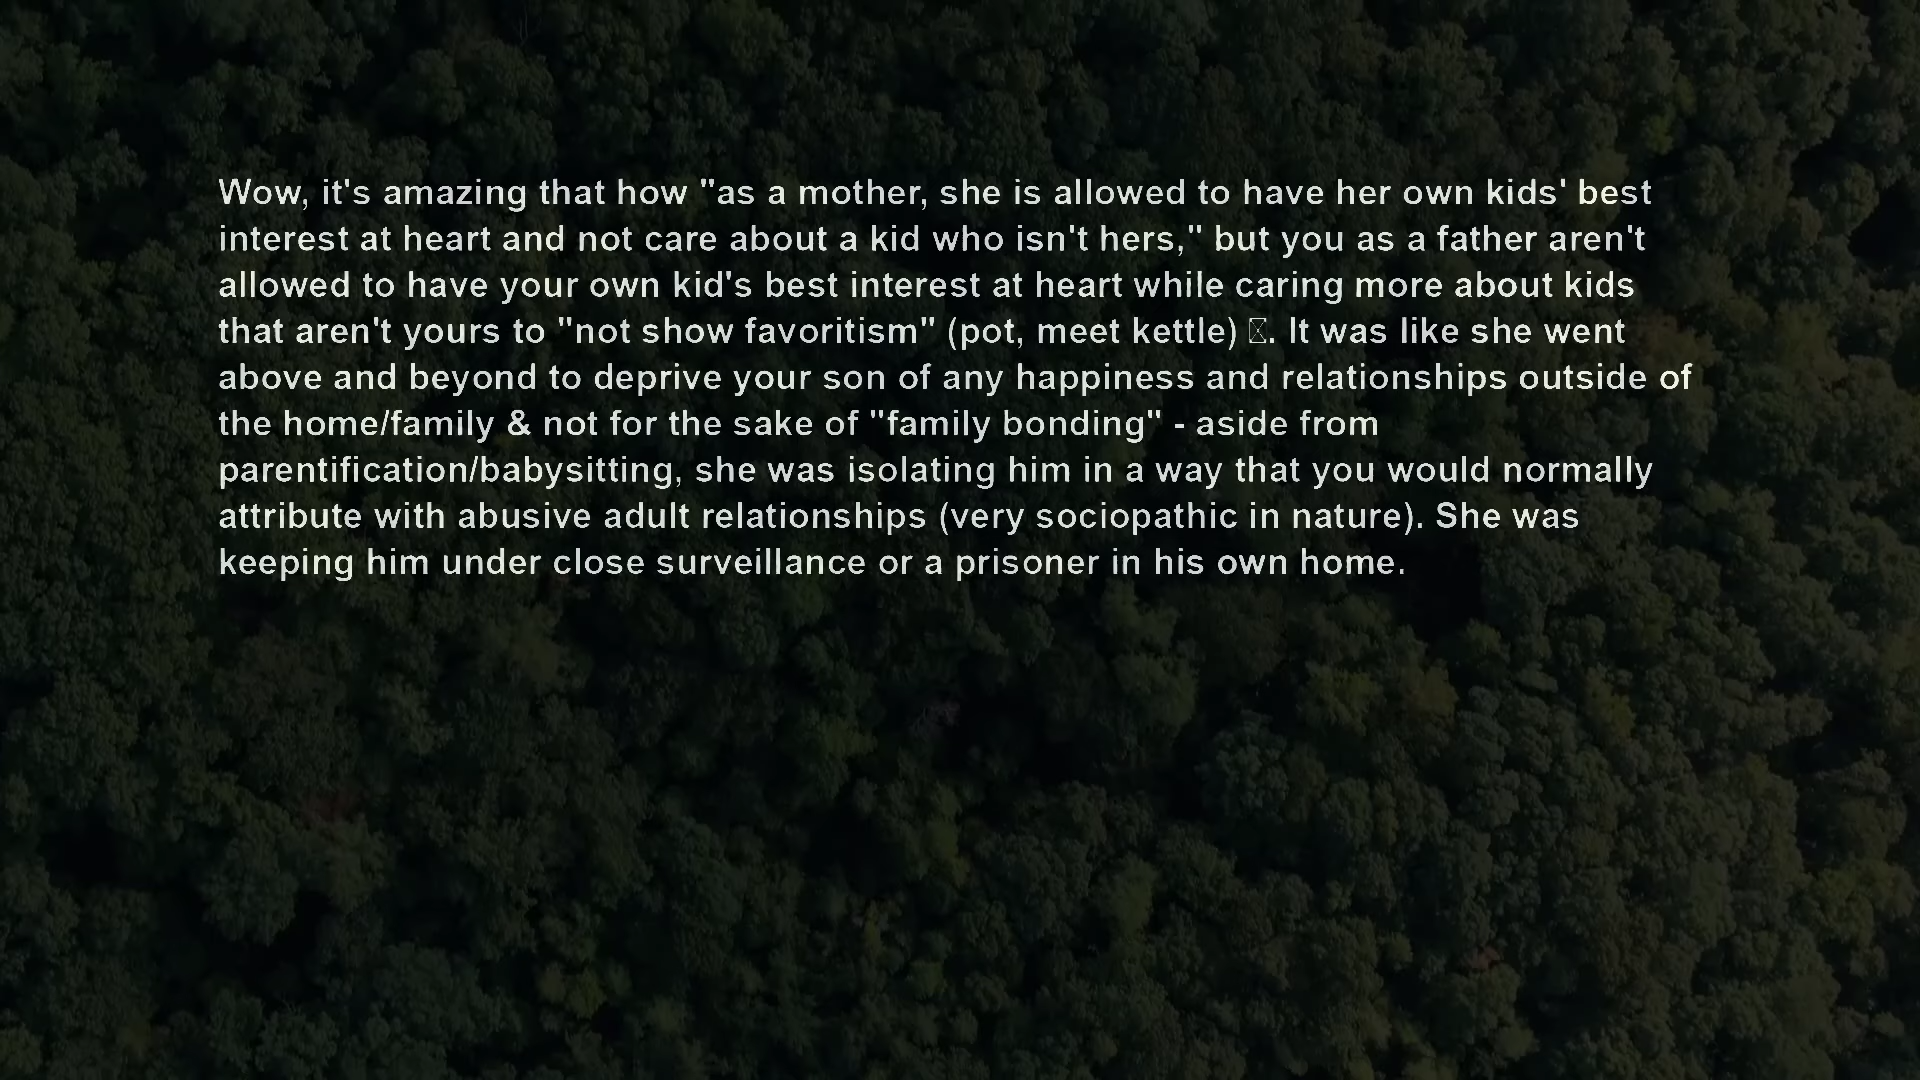 Wow, it's amazing that how "as a mother, she is allowed to have her own kids' best
interest at heart and not care about a kid who isn't hers," but you as a father aren't
allowed to have your own kid's best interest at heart while caring more about kids
that aren't yours to "not show favoritism" (pot, meet kettle) . It was like she went
above and beyond to deprive your son of any happiness and relationships outside of
the home/family & not for the sake of "family bonding" - aside from
parentification/babysitting, she was isolating him in a way that you would normally
attribute with abusive adult relationships (very sociopathic in nature). She was
keeping him under close surveillance or a prisoner in his own home.